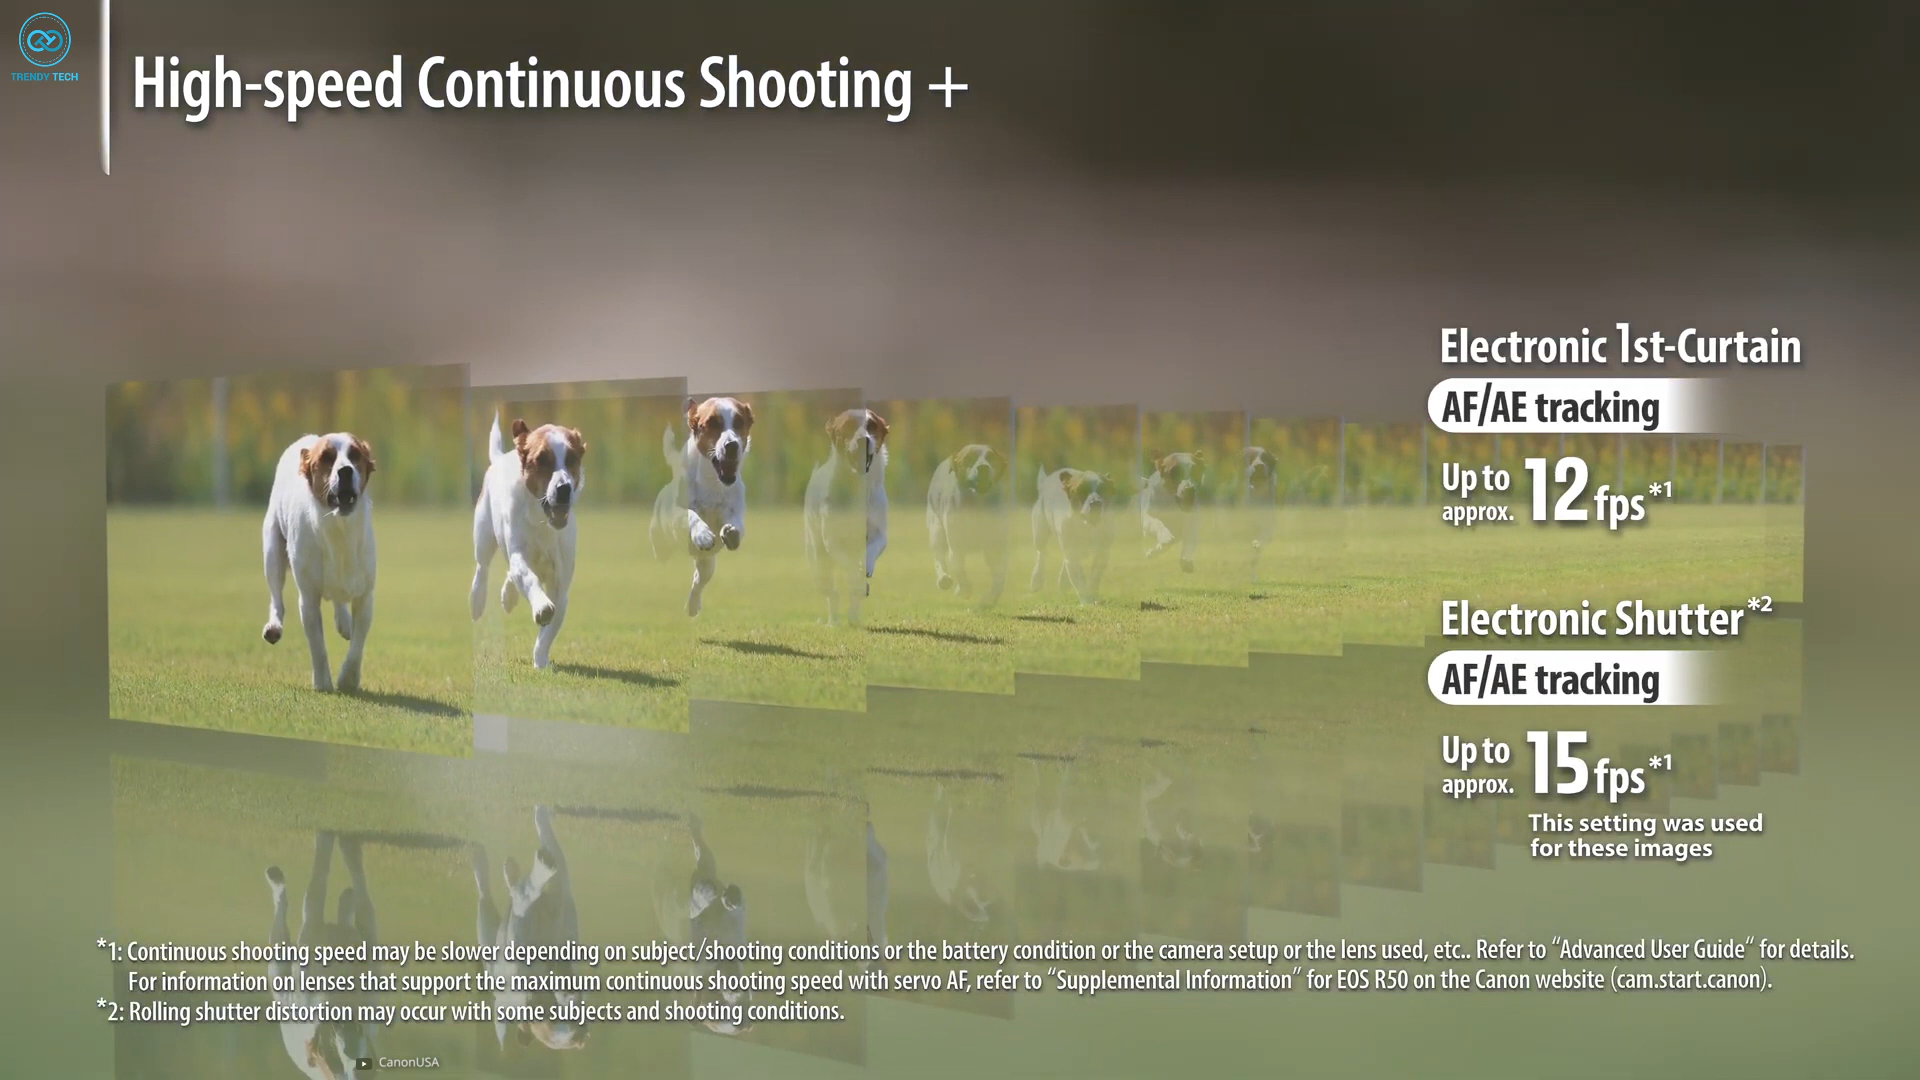 TRENDY TECH
High-speed Continuous Shooting +
Electronic 1st-Curtain
AF/AE tracking
Up to approx. 12 fps*1
Electronic Shutter*2
AF/AE tracking
Up to approx. 15 fps*1
This setting was used
for these images
*1: Continuous shooting speed may be slower depending on subject/shooting conditions or the battery condition or the camera setup or the lens used, etc.. Refer to “Advanced User Guide“ for details.
For information on lenses that support the maximum continuous shooting speed with servo AF, refer to “Supplemental Information” for EOS R50 on the Canon website (cam.start.canon).
*2: Rolling shutter distortion may occur with some subjects and shooting conditions.
CanonUSA